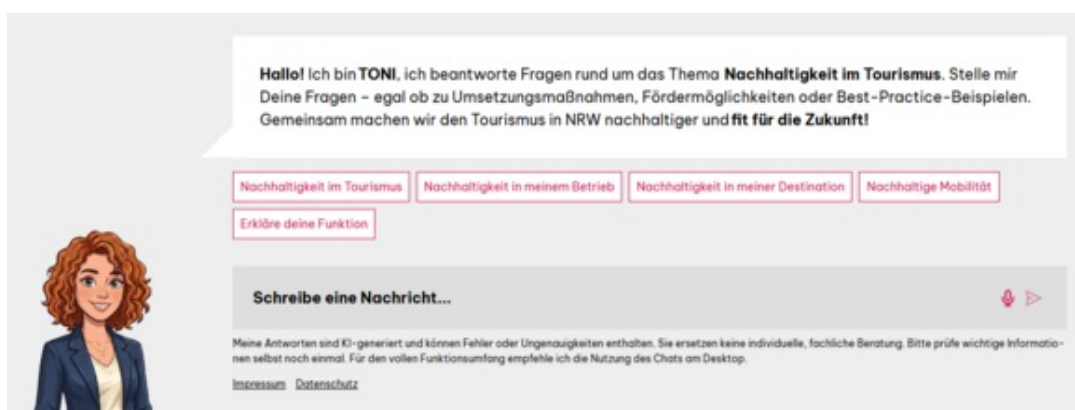 Hallo! Ich bin TONI, ich beantworte Fragen rund um das Thema Nachhaltigkeit im Tourismus. Stelle mir
Deine Fragen – egal ob zu Umsetzungsmaßnahmen, Fördermöglichkeiten oder Best-Practice-Beispielen.
Gemeinsam machen wir den Tourismus in NRW nachhaltiger und fit für die Zukunft!
Nachhaltigkeit im Tourismus Nachhaltigkeit in meinem Betrieb Nachhaltigkeit in meiner Destination Nachhaltige Mobilität
Erkläre deine Funktion
Schreibe eine Nachricht...
Meine Antworten sind KI-generiert und können Fehler oder Ungenauigkeiten enthalten. Sie ersetzen keine individuelle, fachliche Beratung. Bitte prüfe wichtige Informatio-
nen selbst noch einmal. Für den vollen Funktionsumfang empfehle ich die Nutzung des Chats am Desktop.
Impressum Datenschutz